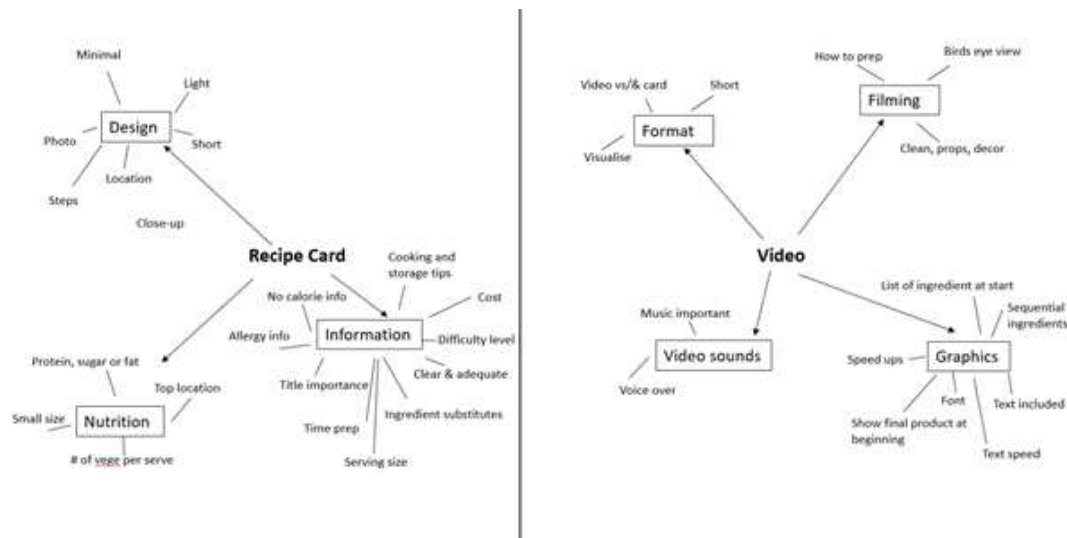 Minimal
Light
Design
Photo
Short
Location
Steps
Close-up
Recipe Card
Cooking and
storage tips
No calorie info
Cost
Allergy info
Information
Difficulty level
Clear & adequate
Title importance
Ingredient substitutes
Time prep
Serving size
Protein, sugar or fat
Top location
Small size
Nutrition
# of vege per serve
Video vs/& card
Short
Format
Visualise
How to prep
Birds eye view
Filming
Clean, props, decor
Video
Music important
Video sounds
Voice over
List of ingredient at start
Sequential
ingredients
Speed ups
Graphics
Font
Text included
Show final product at
beginning
Text speed